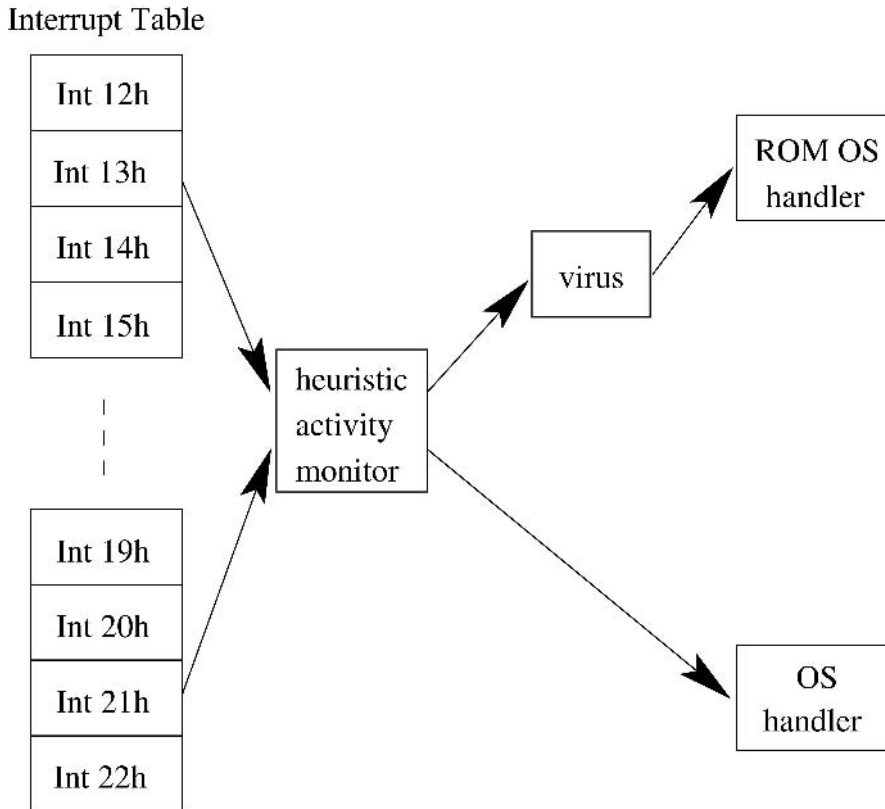 Interrupt Table
Int 12h
Int 13h
Int 14h
Int 15h
Int 19h
Int 20h
Int 21h
Int 22h
heuristic
activity
monitor
virus
ROM OS
handler
OS
handler